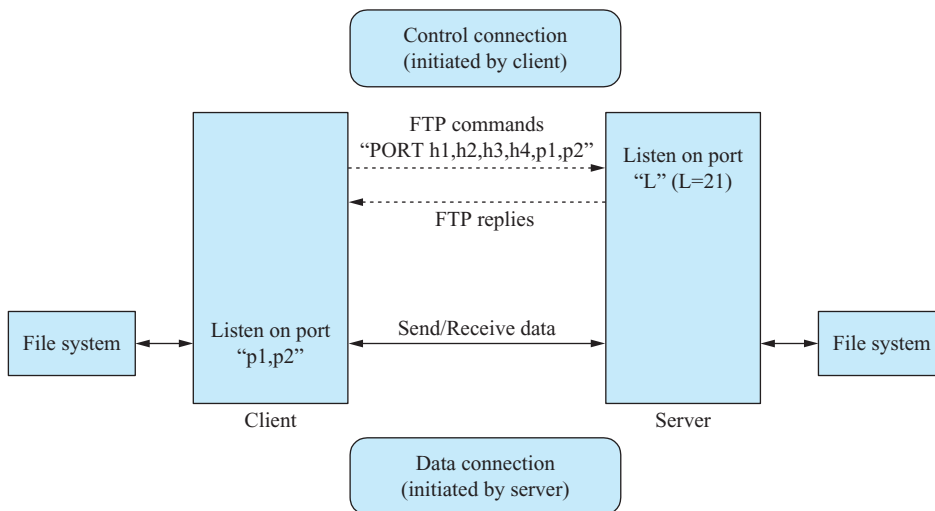 Control connection
(initiated by client)
FTP commands
“PORT h1,h2,h3,h4,p1,p2”
Listen on port
“L” (L=21)
FTP replies
File system
Listen on port
“p1,p2”
Send/Receive data
File system
Client
Server
Data connection
(initiated by server)